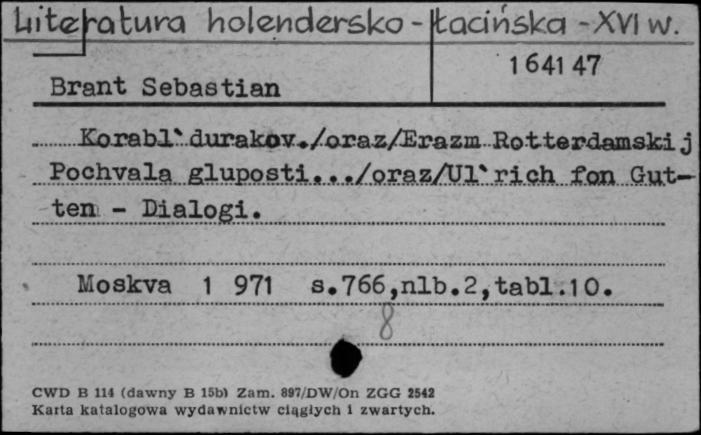 Literatura holendersko-łacińska - XVI w.
164147
Brant Sebastian
Korabl`durakov./oraz/Erazm Rotterdamskij
Pochvala gluposti.../oraz/Ul`rich fon Gut-
ten - Dialogi.
Moskva 1 971 s.766,nlb.2,tabl.10.
8
CWD B 114 (dawny B 15b) Zam. 897/DW/On ZGG 2542
Karta katalogowa wydawnictw ciągłych i zwartych.